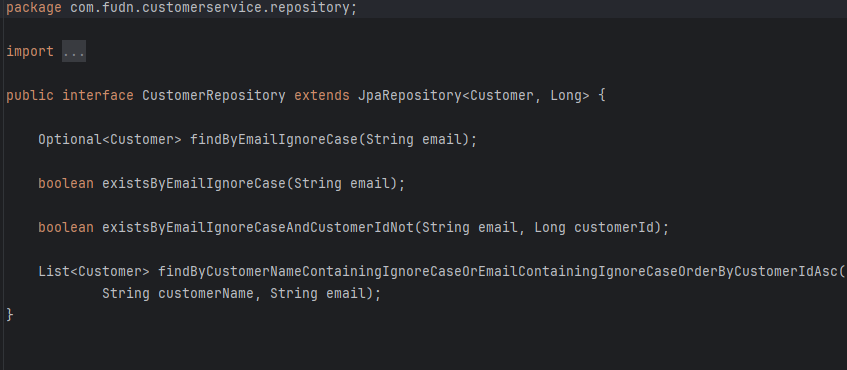 package com.fudn.customerservice.repository;
import ...
public interface CustomerRepository extends JpaRepository<Customer, Long> {
Optional<Customer> findByEmailIgnoreCase(String email);
boolean existsByEmailIgnoreCase(String email);
boolean existsByEmailIgnoreCaseAndCustomerIdNot(String email, Long customerId);
List<Customer> findByCustomerNameContainingIgnoreCaseOrEmailContainingIgnoreCaseOrderByCustomerIdAsc(
String customerName, String email);
}